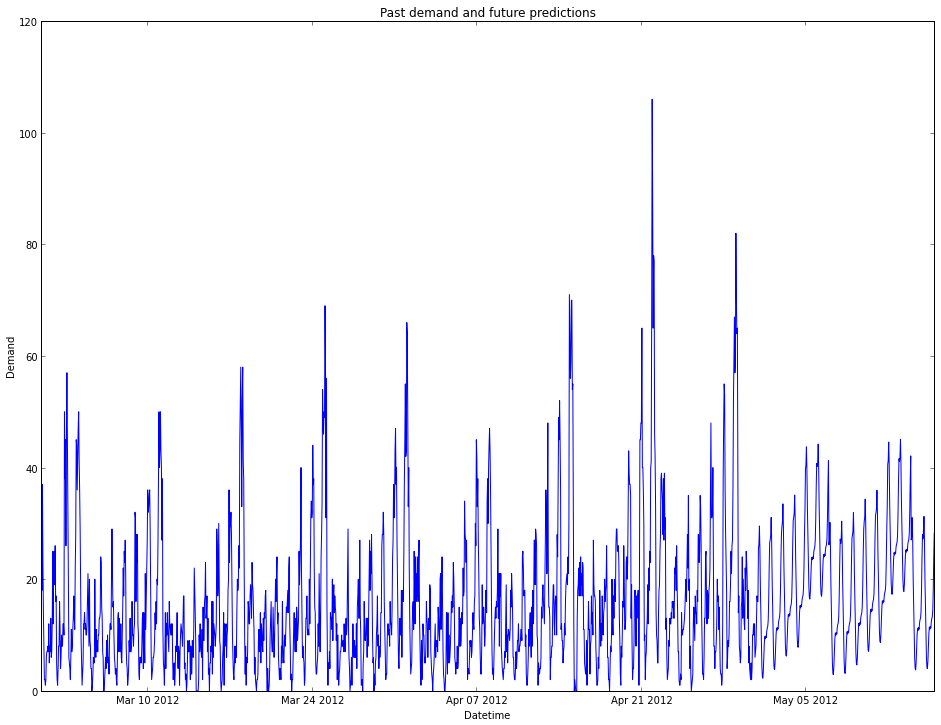 Past demand and future predictions
120
100
80
60
40
20
0
Demand
Mar 10 2012
Mar 24 2012
Apr 07 2012
Apr 21 2012
May 05 2012
Datetime